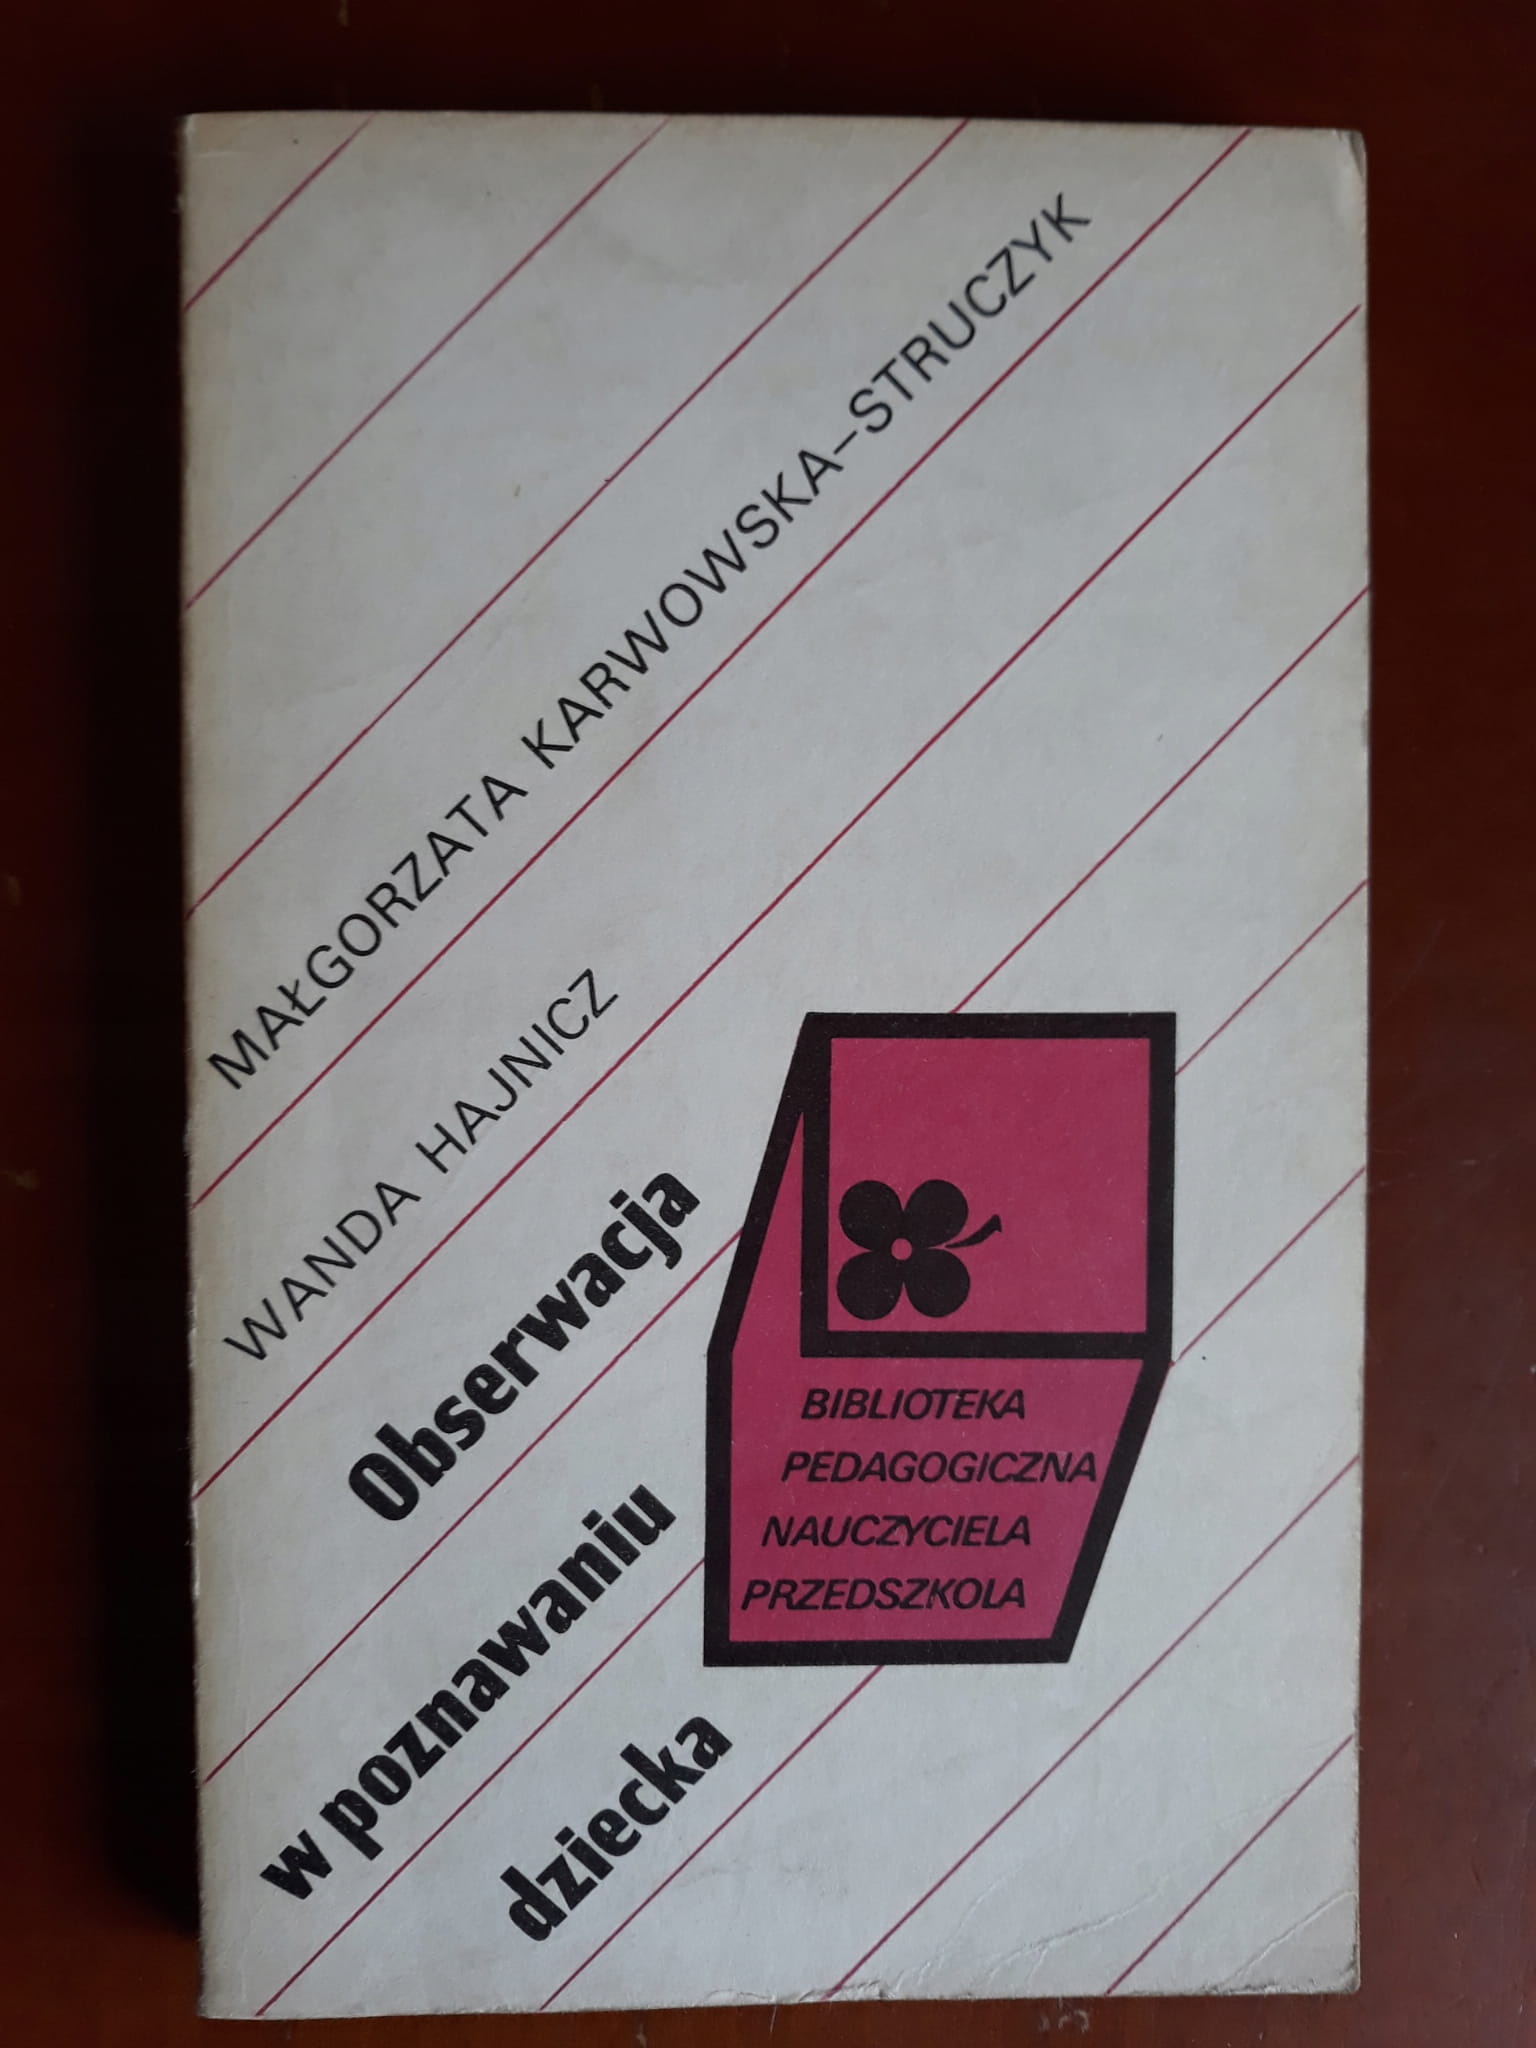 MAŁGORZATA KARWOWSKA-STRUCZYK
WANDA HAJNICZ
Obserwacja
w poznawaniu
dziecka
BIBLIOTEKA
PEDAGOGICZNA
NAUCZYCIELA
PRZEDSZKOLA